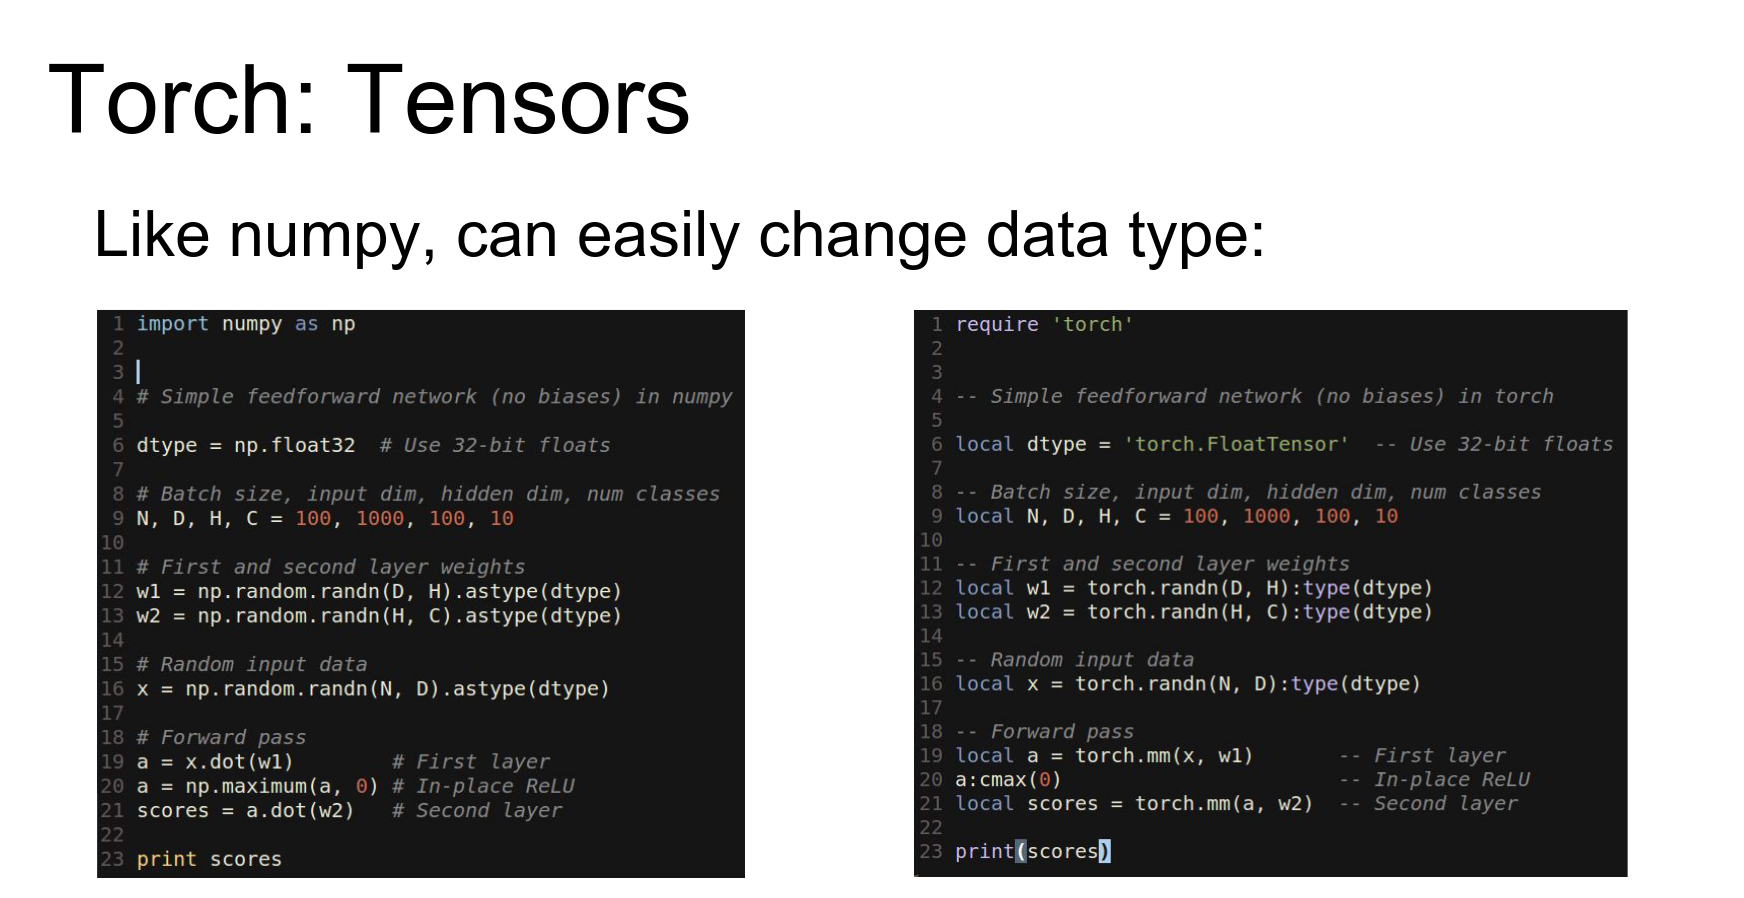 Torch: Tensors
Like numpy, can easily change data type:
1 import numpy as np
2
3
4 # Simple feedforward network (no biases) in numpy
5
6 dtype = np.float32  # Use 32-bit floats
7
8 # Batch size, input dim, hidden dim, num classes
9 N, D, H, C = 100, 1000, 100, 10
10
11 # First and second layer weights
12 w1 = np.random.randn(D, H).astype(dtype)
13 w2 = np.random.randn(H, C).astype(dtype)
14
15 # Random input data
16 x = np.random.randn(N, D).astype(dtype)
17
18 # Forward pass
19 a = x.dot(w1)        # First layer
20 a = np.maximum(a, 0) # In-place ReLU
21 scores = a.dot(w2)   # Second layer
22
23 print scores
1 require 'torch'
2
3
4 -- Simple feedforward network (no biases) in torch
5
6 local dtype = 'torch.FloatTensor'  -- Use 32-bit floats
7
8 -- Batch size, input dim, hidden dim, num classes
9 local N, D, H, C = 100, 1000, 100, 10
10
11 -- First and second layer weights
12 local w1 = torch.randn(D, H):type(dtype)
13 local w2 = torch.randn(H, C):type(dtype)
14
15 -- Random input data
16 local x = torch.randn(N, D):type(dtype)
17
18 -- Forward pass
19 local a = torch.mm(x, w1)       -- First layer
20 a:cmax(0)                       -- In-place ReLU
21 local scores = torch.mm(a, w2)  -- Second layer
22
23 print(scores)